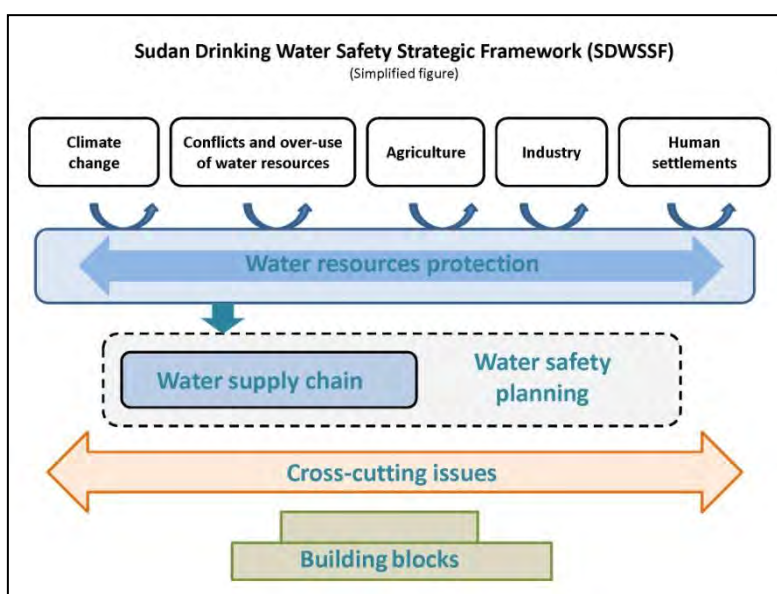 Sudan Drinking Water Safety Strategic Framework (SDWSSF)
(Simplified figure)
Climate
change
Conflicts and over-use
of water resources
Agriculture
Industry
Human
settlements
Water resources protection
Water supply chain
Water safety
planning
Cross-cutting issues
Building blocks